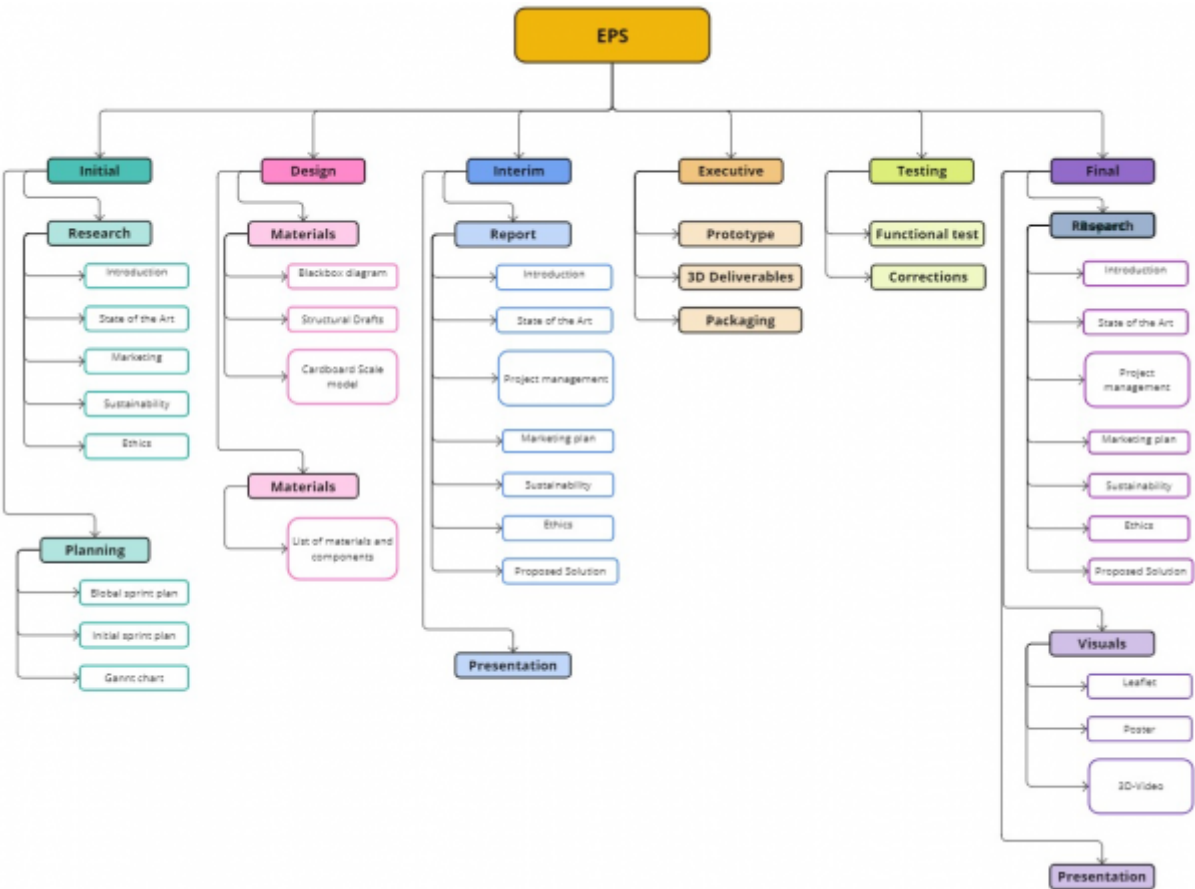 EPS
Initial
Research
Introduction
State of the Art
Marketing
Sustainability
Ethics
Planning
Blobal sprint plan
Initial sprint plan
Gannt chart
Design
Materials
Blackbox diagram
Structural Drafts
Cardboard Scale
model
Materials
List of materials and
components
Interim
Report
Introduction
State of the Art
Project management
Marketing plan
Sustainability
Ethics
Proposed Solution
Presentation
Executive
Prototype
3D Deliverables
Packaging
Testing
Functional test
Corrections
Final
Introduction
State of the Art
Project
management
Marketing plan
Sustainability
Ethics
Proposed Solution
Visuals
Leaflet
Poster
3D-Video
Presentation